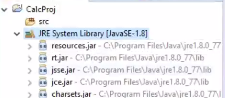 CalcProj
src
JRE System Library [JavaSE-1.8]
resources.jar - C:\Program Files\Java\jre1.8.0_77\lib
rt.jar - C:\Program Files\Java\jre1.8.0_77\lib
jsse.jar - C:\Program Files\Java\jre1.8.0_77\lib
jce.jar - C:\Program Files\Java\jre1.8.0_77\lib
charsets.jar - C:\Program Files\Java\jre1.8.0_77\lib